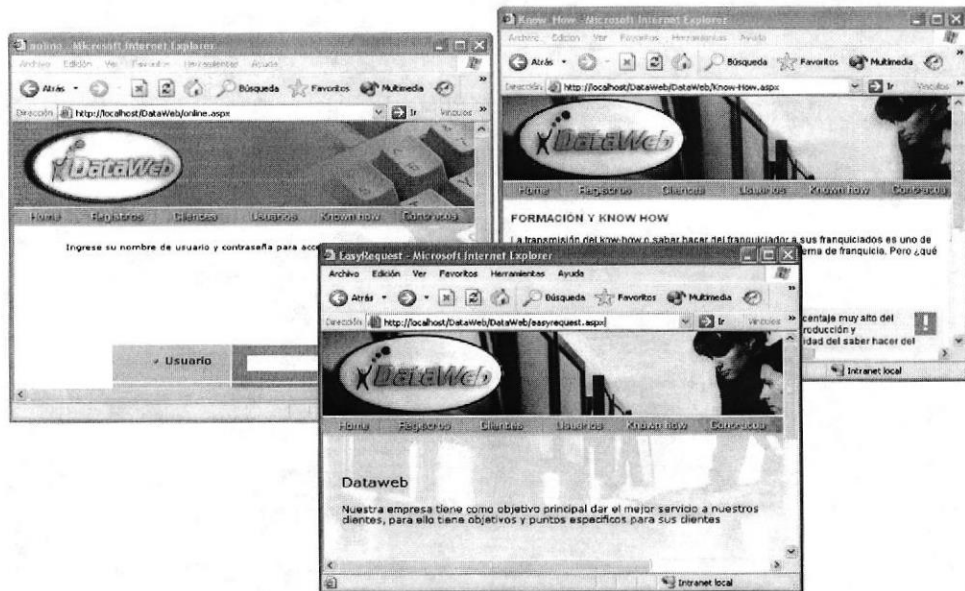 online - Microsoft Internet Explorer
Archivo Edición Ver Favoritos Herramientas Ayuda
Atrás Búsqueda Favoritos Multimedia
Dirección http://localhost/DataWeb/online.aspx Ir Vínculos
DataWeb
Home Registros Clientes Usuarios Known how Contractos
Ingrese su nombre de usuario y contraseña para acce
Usuario
Know_How - Microsoft Internet Explorer
Archivo Edición Ver Favoritos Herramientas Ayuda
Atrás Búsqueda Favoritos Multimedia
Dirección http://localhost/DataWeb/DataWeb/Know-How.aspx Ir Vínculos
DataWeb
Home Registros Clientes Usuarios Known how
FORMACIÓN Y KNOW HOW
La transmisión del kow-how o saber hacer del franquiciador a sus franquiciados es uno de
ema de franquicia. Pero ¿qué
centaje muy alto del
roducción y
idad del saber hacer del
Intranet local
EasyRequest - Microsoft Internet Explorer
Archivo Edición Ver Favoritos Herramientas Ayuda
Atrás Búsqueda Favoritos Multimedia
Dirección http://localhost/DataWeb/DataWeb/easyrequest.aspx Ir Vínculos
DataWeb
Home Registros Clientes Usuarios Known how
Dataweb
Nuestra empresa tiene como objetivo principal dar el mejor servicio a nuestros
clientes, para ello tiene objetivos y puntos especificos para sus clientes
Intranet local